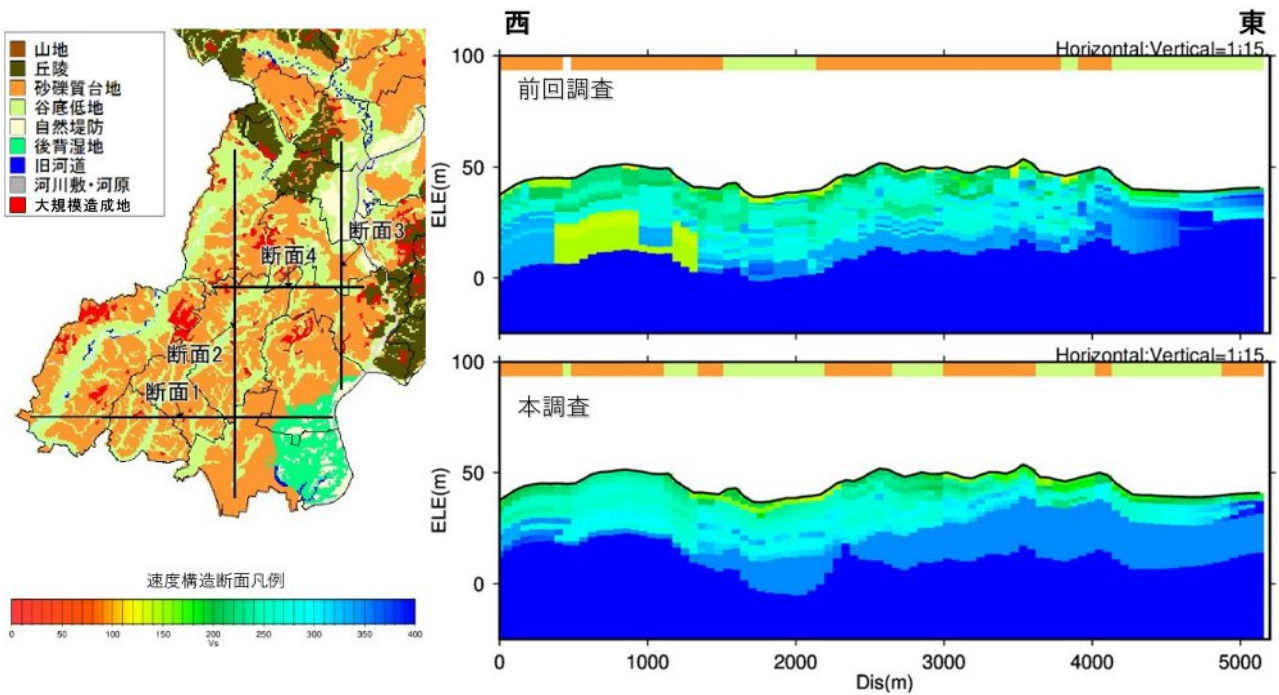 山地
丘陵
砂礫質台地
谷底低地
自然堤防
後背湿地
旧河道
河川敷・河原
大規模造成地
断面3
断面4
断面2
断面1
速度構造断面凡例
0 50 100 150 200 250 300 350 400
Vs
西 東
Horizontal:Vertical=1:15
前回調査
100
50
0
ELE(m)
Horizontal:Vertical=1:15
本調査
100
50
0
ELE(m)
0 1000 2000 3000 4000 5000
Dis(m)